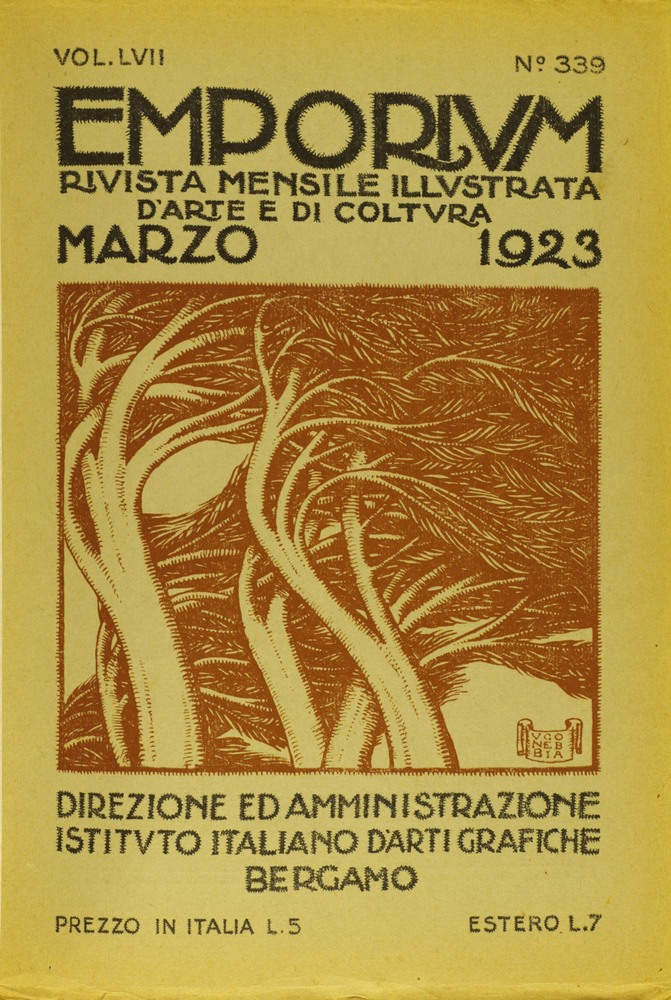 VOL. LVII Nº 339
EMPORIVM
RIVISTA MENSILE ILLVSTRATA
D'ARTE E DI COLTVRA
MARZO 1923
VGO
NEB
BIA
DIREZIONE ED AMMINISTRAZIONE
ISTITVTO ITALIANO D'ARTI GRAFICHE
BERGAMO
PREZZO IN ITALIA L. 5 ESTERO L. 7